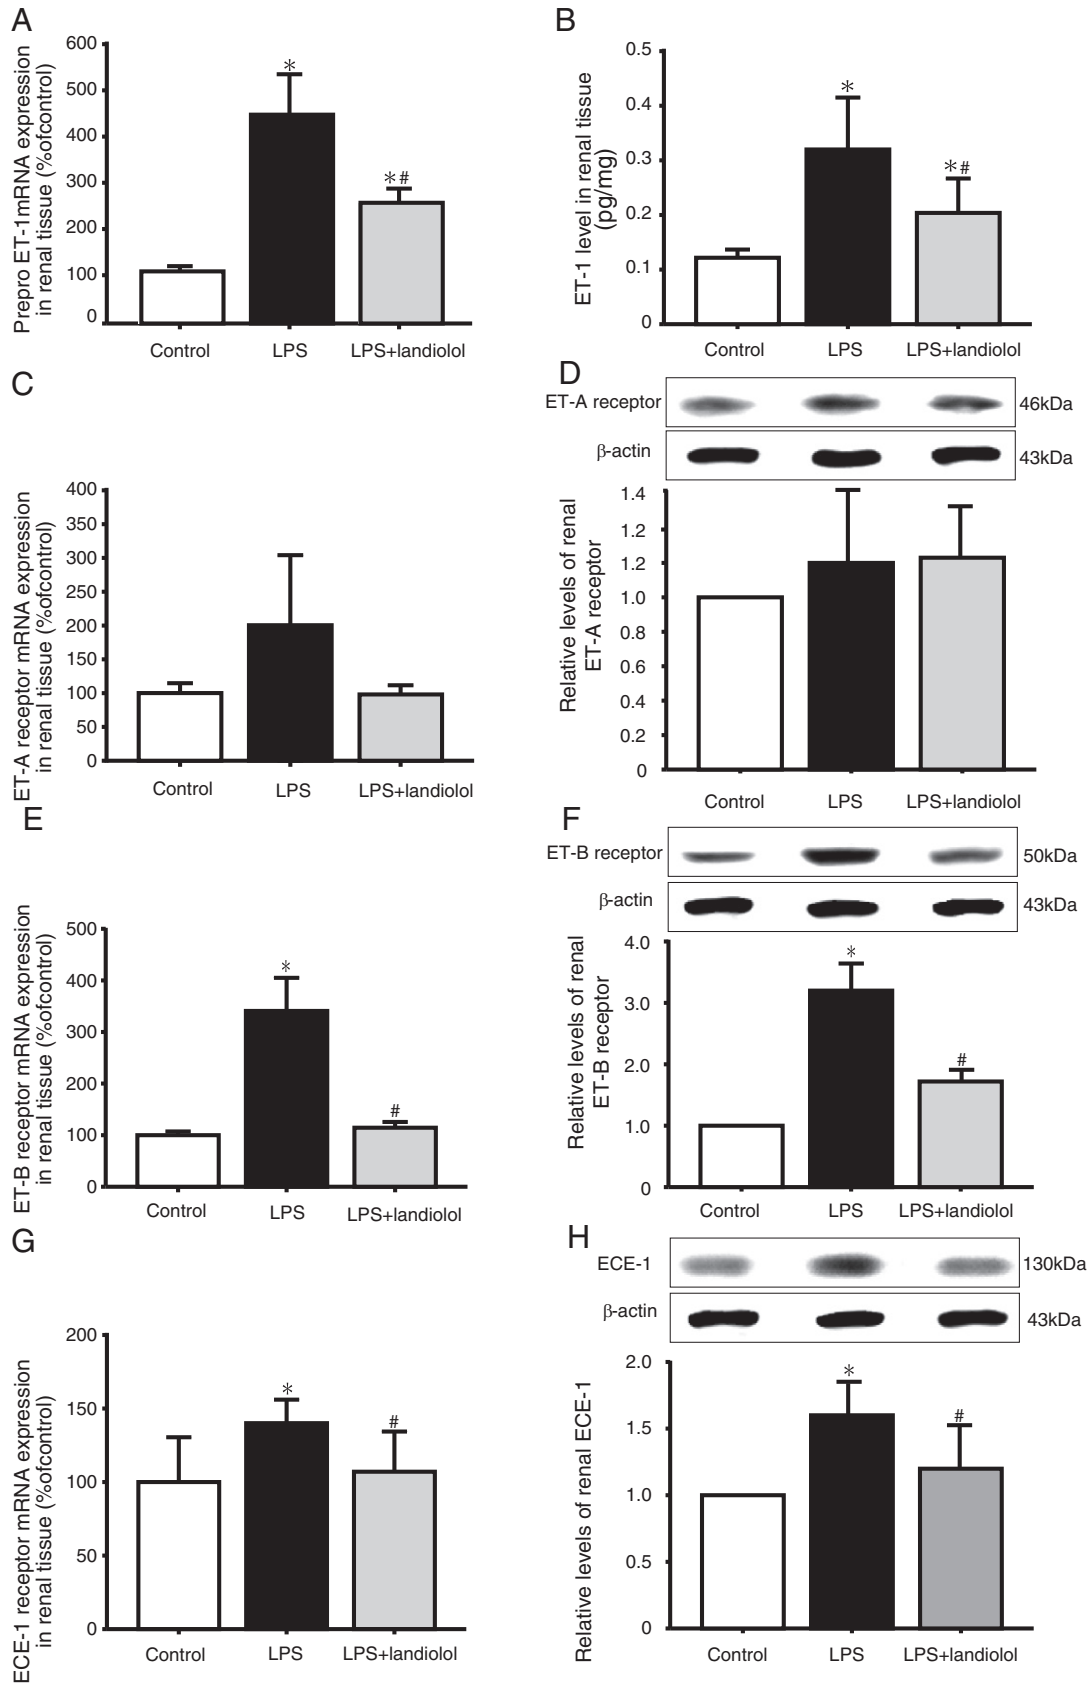 A
Prepro ET-1mRNA expression
in renal tissue (%ofcontrol)
600
500
400
300
200
100
0
*
*#
Control LPS LPS+landiolol
B
ET-1 level in renal tissue
(pg/mg)
0.5
0.4
0.3
0.2
0.1
0
*
*#
Control LPS LPS+landiolol
C
ET-A receptor mRNA expression
in renal tissue (%ofcontrol)
400
350
300
250
200
150
100
50
0
Control LPS LPS+landiolol
D
ET-A receptor 46kDa
β-actin 43kDa
Relative levels of renal
ET-A receptor
1.4
1.2
1.2
1.0
0.8
0.6
0.4
0.2
0
Control LPS LPS+landiolol
E
ET-B receptor mRNA expression
in renal tissue (%ofcontrol)
500
400
300
200
100
0
*
#
Control LPS LPS+landiolol
F
ET-B receptor 50kDa
β-actin 43kDa
Relative levels of renal
ET-B receptor
4.0
3.0
2.0
1.0
0
*
#
Control LPS LPS+landiolol
G
ECE-1 receptor mRNA expression
in renal tissue (%ofcontrol)
200
150
100
50
0
*
#
Control LPS LPS+landiolol
H
ECE-1 130kDa
β-actin 43kDa
Relative levels of renal ECE-1
2.0
1.5
1.0
0.5
0
*
#
Control LPS LPS+landiolol